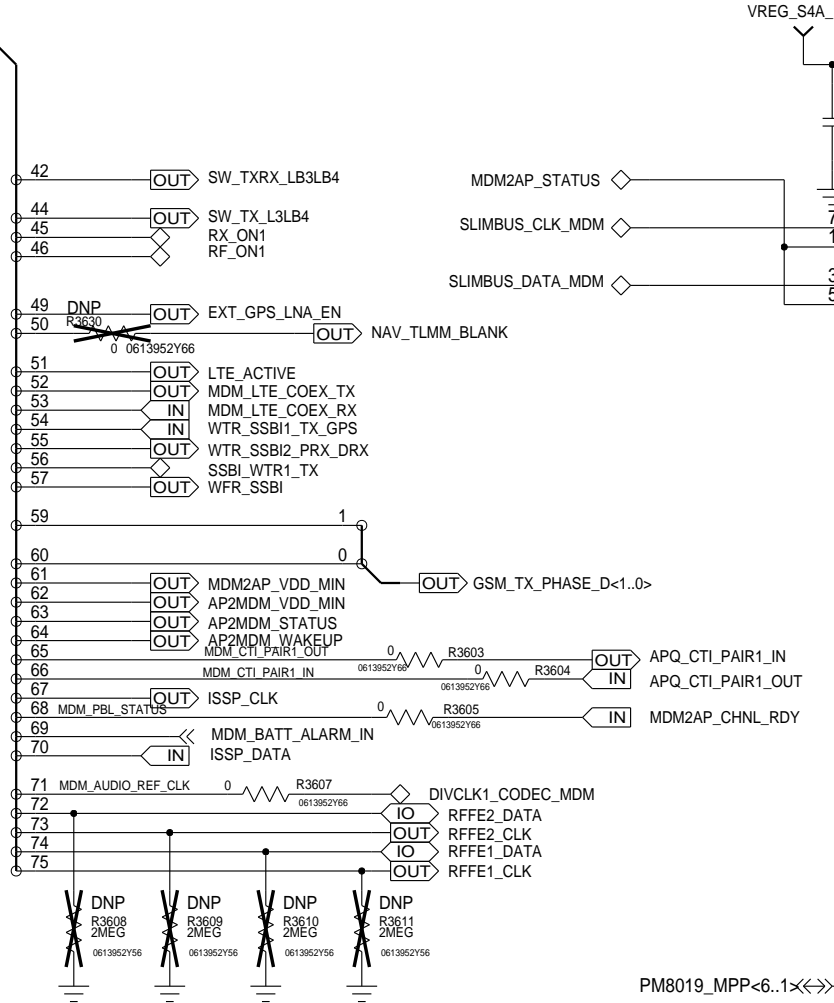 VREG_S4A_
42 OUT SW_TXRX_LB3LB4
MDM2AP_STATUS
44 OUT SW_TX_L3LB4
7
45 RX_ON1
SLIMBUS_CLK_MDM
1
46 RF_ON1
SLIMBUS_DATA_MDM
3
5
49 DNP OUT EXT_GPS_LNA_EN
R3630
50 OUT NAV_TLMM_BLANK
0 0613952Y66
51 OUT LTE_ACTIVE
52 OUT MDM_LTE_COEX_TX
53 IN MDM_LTE_COEX_RX
54 IN WTR_SSBI1_TX_GPS
55 OUT WTR_SSBI2_PRX_DRX
56 SSBI_WTR1_TX
57 OUT WFR_SSBI
59 1
60 0
61 OUT MDM2AP_VDD_MIN
OUT GSM_TX_PHASE_D<1..0>
62 OUT AP2MDM_VDD_MIN
63 OUT AP2MDM_STATUS
64 OUT AP2MDM_WAKEUP
65 MDM_CTI_PAIR1_OUT 0 R3603 OUT APQ_CTI_PAIR1_IN
0613952Y66
66 MDM_CTI_PAIR1_IN 0 R3604 IN APQ_CTI_PAIR1_OUT
0613952Y66
67 OUT ISSP_CLK
68 MDM_PBL_STATUS 0 R3605 IN MDM2AP_CHNL_RDY
0613952Y66
69 MDM_BATT_ALARM_IN
70 IN ISSP_DATA
71 MDM_AUDIO_REF_CLK 0 R3607 DIVCLK1_CODEC_MDM
0613952Y66
72 IO RFFE2_DATA
73 OUT RFFE2_CLK
74 IO RFFE1_DATA
75 OUT RFFE1_CLK
DNP DNP DNP DNP
R3608 R3609 R3610 R3611
2MEG 2MEG 2MEG 2MEG
0613952Y56 0613952Y56 0613952Y56 0613952Y56
PM8019_MPP<6..1>